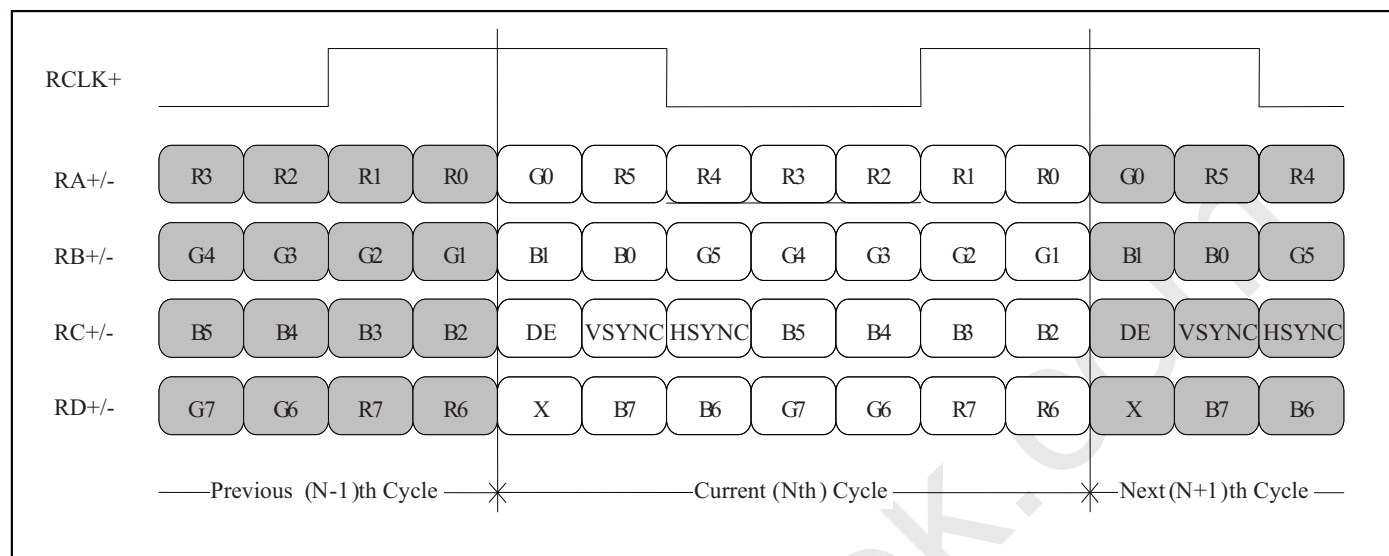 RCLK+
RA+/- R3 R2 R1 R0 G0 R5 R4 R3 R2 R1 R0 G0 R5 R4
RB+/- G4 G3 G2 G1 B1 B0 G5 G4 G3 G2 G1 B1 B0 G5
RC+/- B5 B4 B3 B2 DE VSYNC HSYNC B5 B4 B3 B2 DE VSYNC HSYNC
RD+/- G7 G6 R7 R6 X B7 B6 G7 G6 R7 R6 X B7 B6
Previous (N-1)th Cycle Current (Nth) Cycle Next (N+1)th Cycle